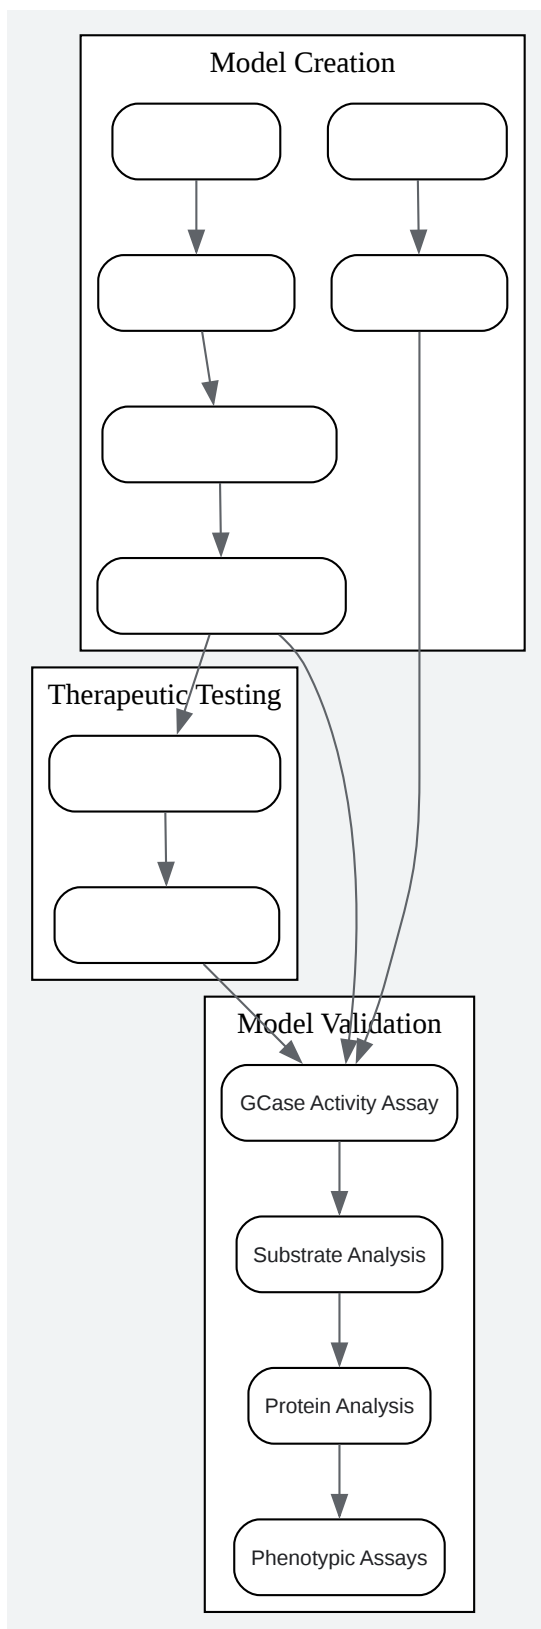 Model Creation
Therapeutic Testing
Model Validation
GCase Activity Assay
Substrate Analysis
Protein Analysis
Phenotypic Assays